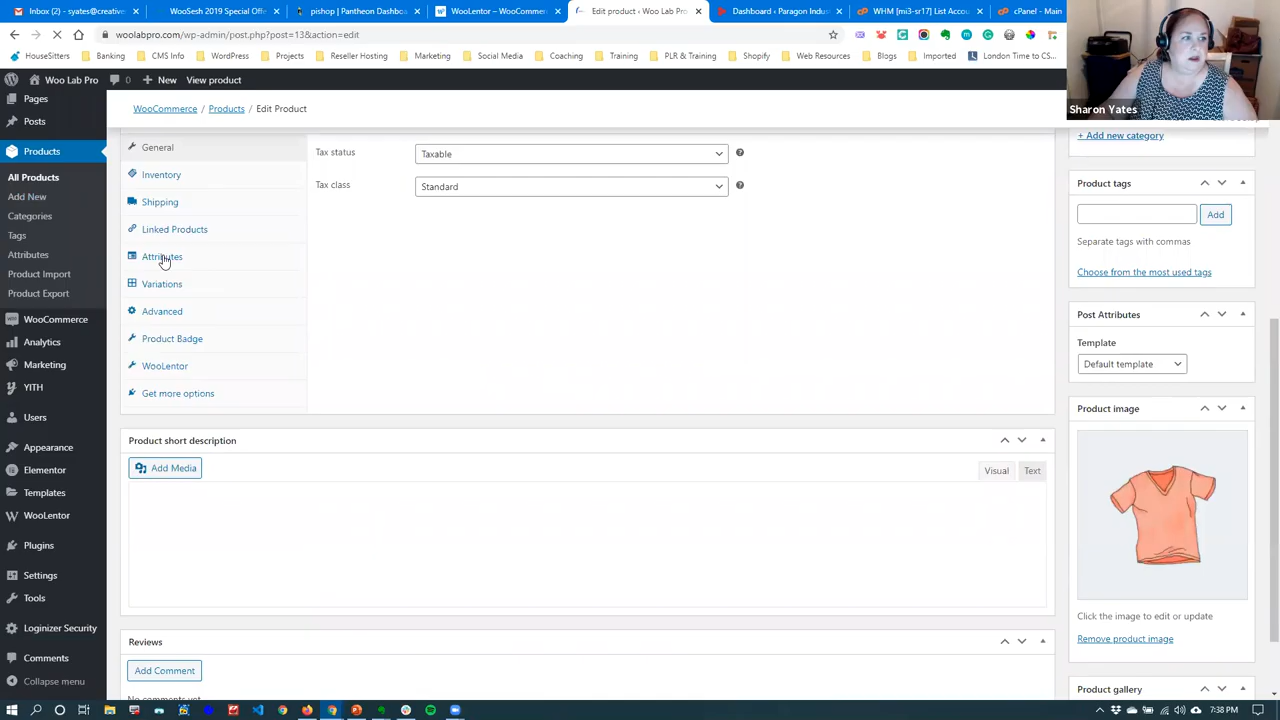 Inbox (2) - syates@creative
WooSesh 2019 Special Offe
pishop | Pantheon Dashboa
WooLentor – WooCommer
Edit product ‹ Woo Lab Pro
Dashboard ‹ Paragon Indus
WHM [mi3-sr17] List Accou
cPanel - Main
woolabpro.com/wp-admin/post.php?post=13&action=edit
HouseSitters
Banking
CMS Info
WordPress
Projects
Reseller Hosting
Marketing
Social Media
Coaching
Training
PLR & Training
Shopify
Web Resources
Blogs
Imported
London Time to CS...
Woo Lab Pro
0
New
View product
Sharon Yates
Pages
Posts
Products
All Products
Add New
Categories
Tags
Attributes
Product Import
Product Export
WooCommerce
Analytics
Marketing
YITH
Users
Appearance
Elementor
Templates
WooLentor
Plugins
Settings
Tools
Loginizer Security
Comments
Collapse menu
WooCommerce / Products / Edit Product
General
Inventory
Shipping
Linked Products
Attributes
Variations
Advanced
Product Badge
WooLentor
Get more options
Tax status
Taxable
Tax class
Standard
Product short description
Add Media
Visual
Text
Reviews
Add Comment
No comments yet.
+ Add new category
Product tags
Add
Separate tags with commas
Choose from the most used tags
Post Attributes
Template
Default template
Product image
Click the image to edit or update
Remove product image
Product gallery
7:38 PM